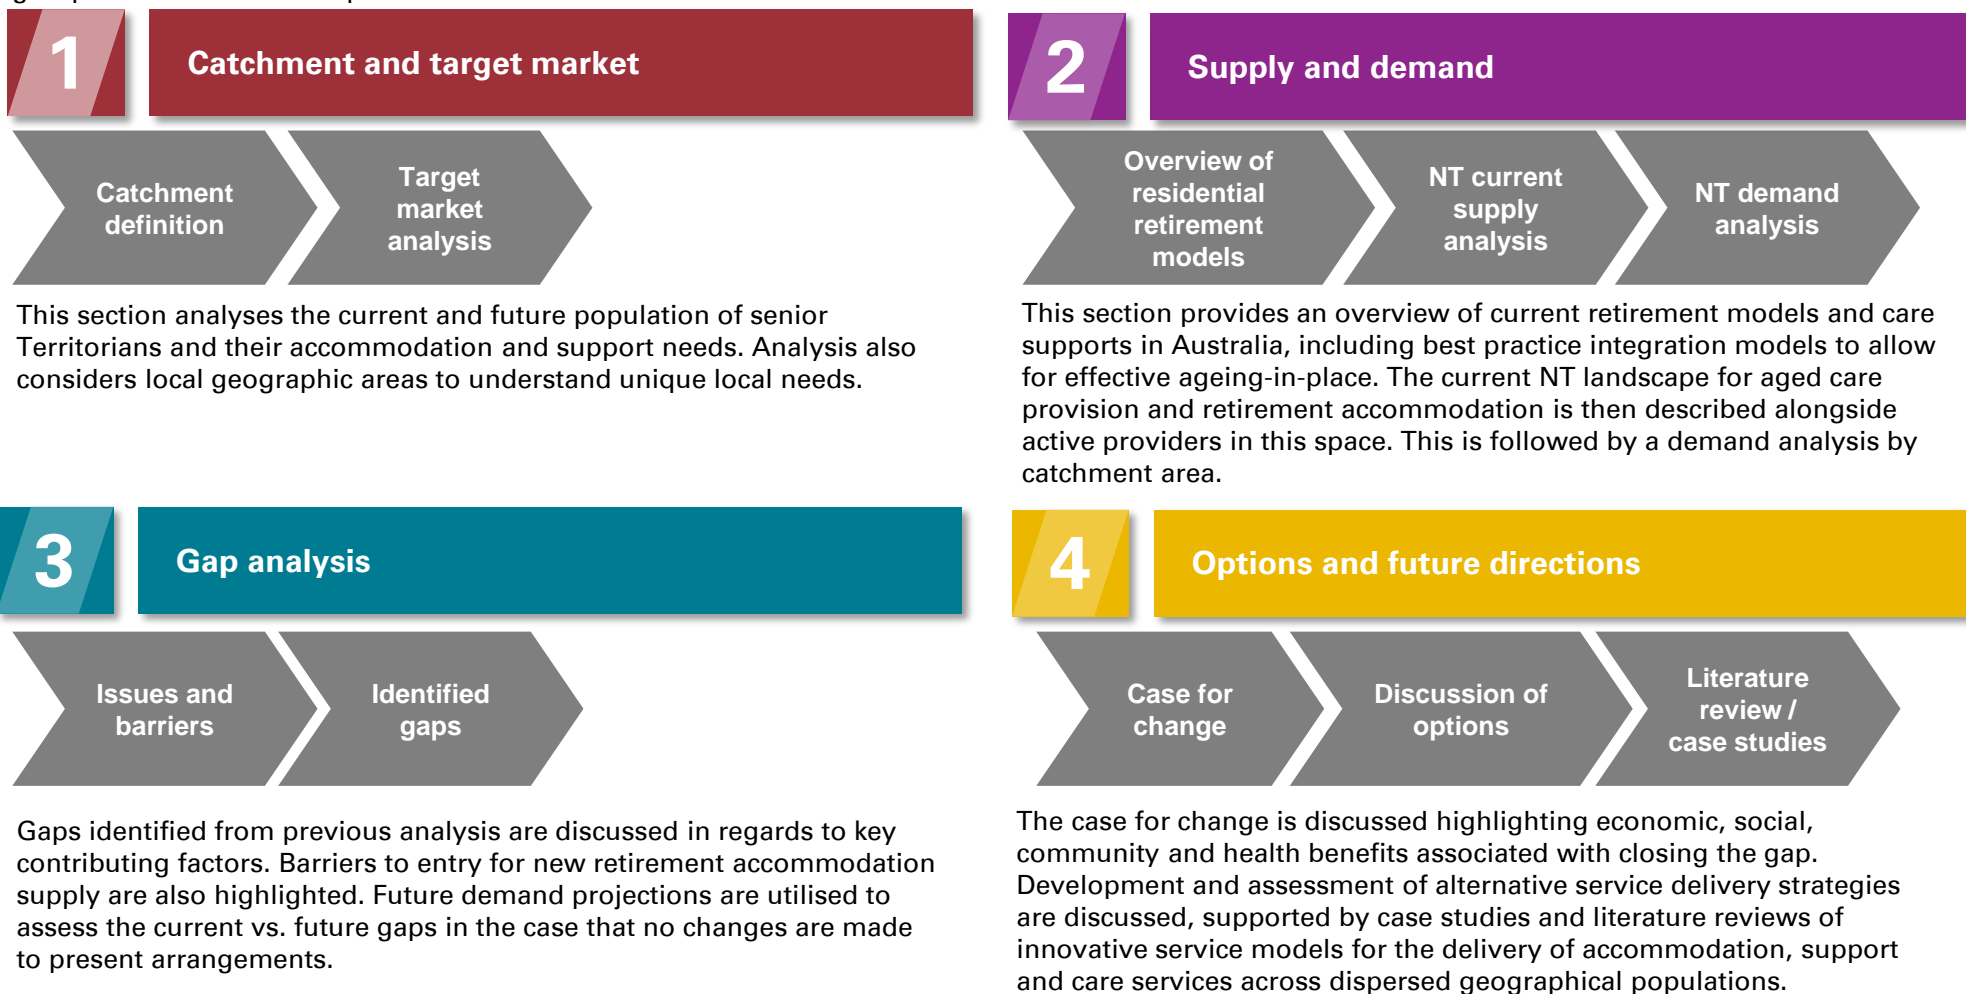 1
Catchment and target market
Catchment
definition
Target
market
analysis
This section analyses the current and future population of senior
Territorians and their accommodation and support needs. Analysis also
considers local geographic areas to understand unique local needs.
2
Supply and demand
Overview of
residential
retirement
models
NT current
supply
analysis
NT demand
analysis
This section provides an overview of current retirement models and care
supports in Australia, including best practice integration models to allow
for effective ageing-in-place. The current NT landscape for aged care
provision and retirement accommodation is then described alongside
active providers in this space. This is followed by a demand analysis by
catchment area.
3
Gap analysis
Issues and
barriers
Identified
gaps
Gaps identified from previous analysis are discussed in regards to key
contributing factors. Barriers to entry for new retirement accommodation
supply are also highlighted. Future demand projections are utilised to
assess the current vs. future gaps in the case that no changes are made
to present arrangements.
4
Options and future directions
Case for
change
Discussion of
options
Literature
review /
case studies
The case for change is discussed highlighting economic, social,
community and health benefits associated with closing the gap.
Development and assessment of alternative service delivery strategies
are discussed, supported by case studies and literature reviews of
innovative service models for the delivery of accommodation, support
and care services across dispersed geographical populations.